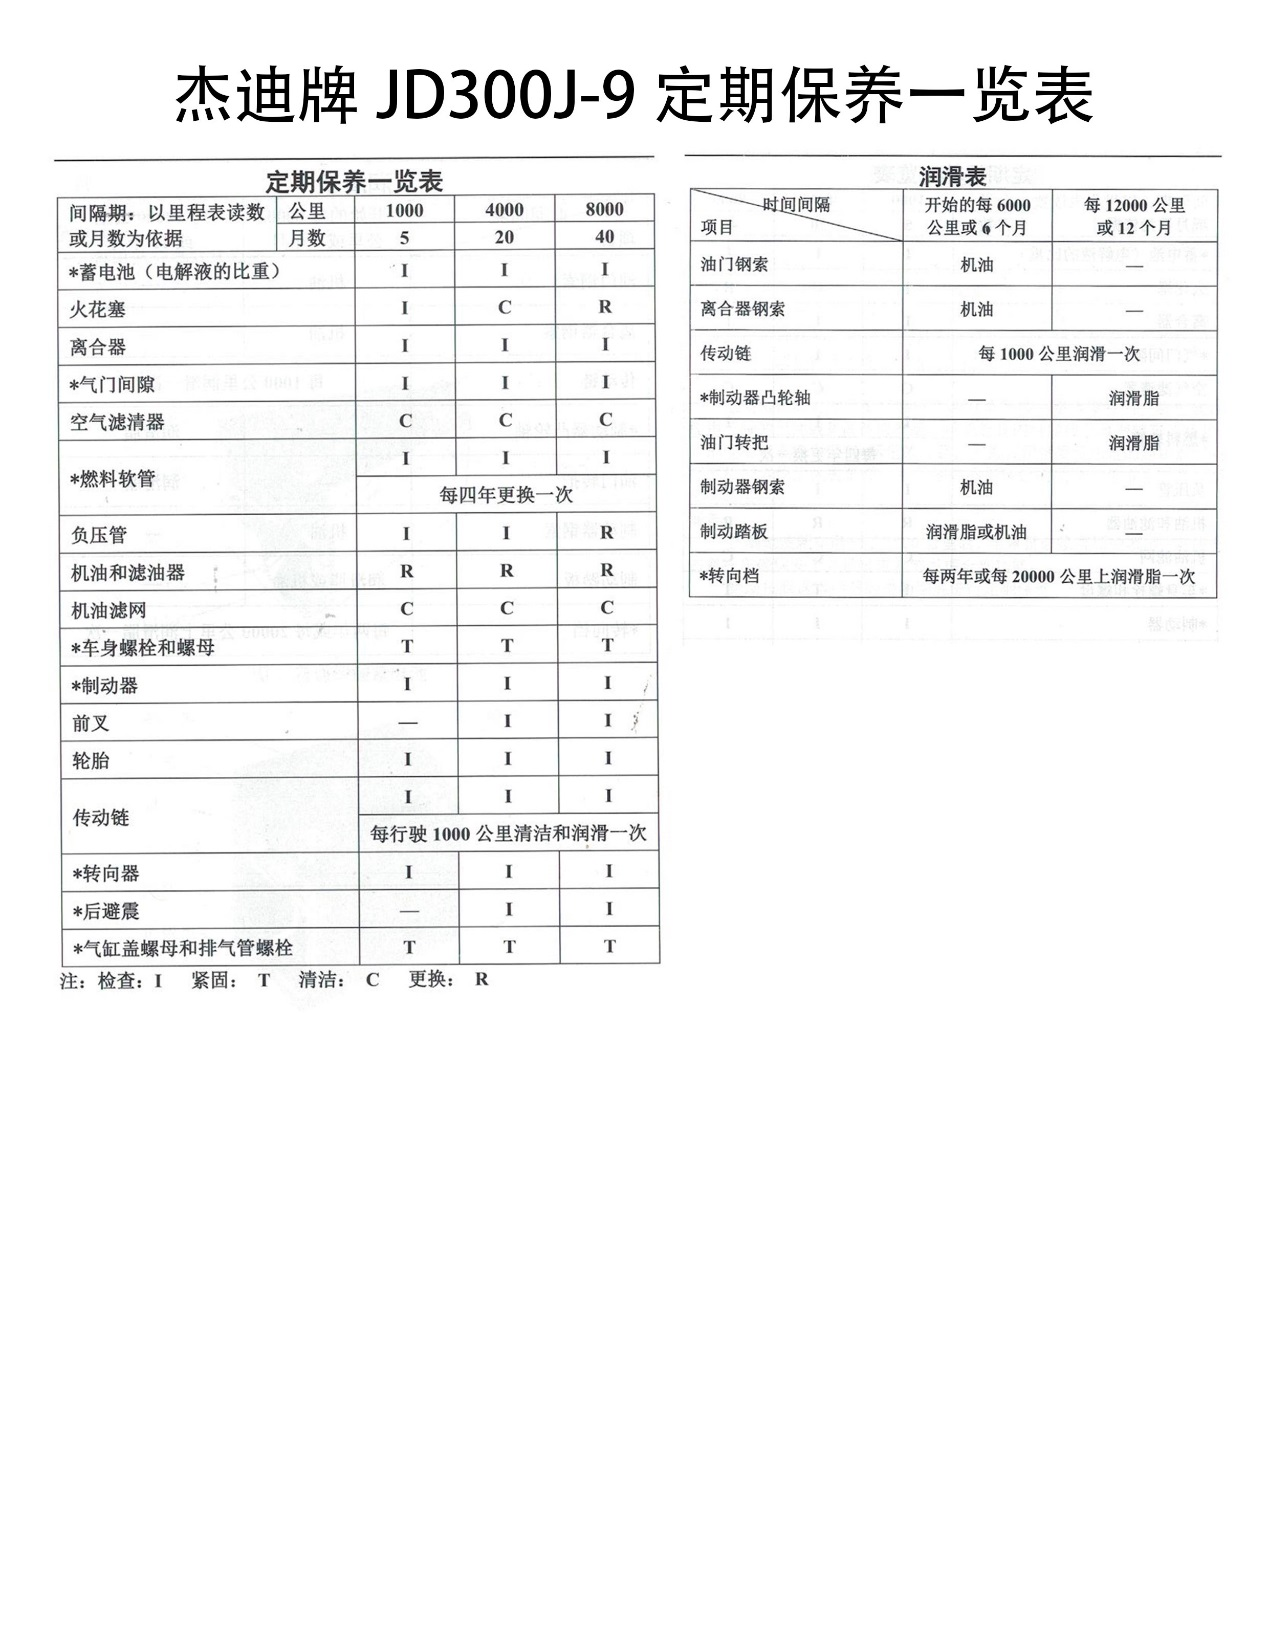 杰迪牌 JD300J-9 定期保养一览表
定期保养一览表
间隔期：以里程表读数或月数为依据 公里 1000 4000 8000
月数 5 20 40
*蓄电池（电解液的比重） I I I
火花塞 I C R
离合器 I I I
*气门间隙 I I I
空气滤清器 C C C
*燃料软管 I I I
每四年更换一次
负压管 I I R
机油和滤油器 R R R
机油滤网 C C C
*车身螺栓和螺母 T T T
*制动器 I I I
前叉 — I I
轮胎 I I I
传动链 I I I
每行驶 1000 公里清洁和润滑一次
*转向器 I I I
*后避震 — I I
*气缸盖螺母和排气管螺栓 T T T
注：检查：I 紧固： T 清洁： C 更换： R
润滑表
时间间隔
项目
开始的每 6000
公里或 6 个月
每 12000 公里
或 12 个月
油门钢索 机油 —
离合器钢索 机油 —
传动链 每 1000 公里润滑一次
*制动器凸轮轴 — 润滑脂
油门转把 — 润滑脂
制动器钢索 机油 —
制动踏板 润滑脂或机油 —
*转向档 每两年或每 20000 公里上润滑脂一次